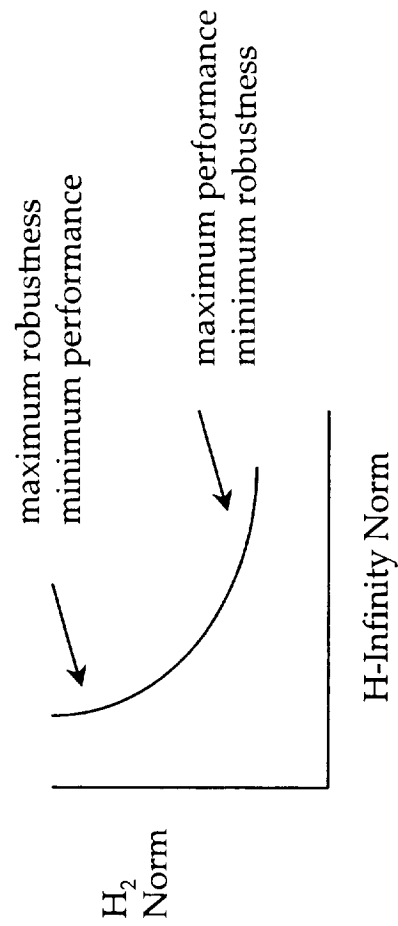 maximum robustness
minimum performance
maximum performance
minimum robustness
H₂
Norm
H-Infinity Norm